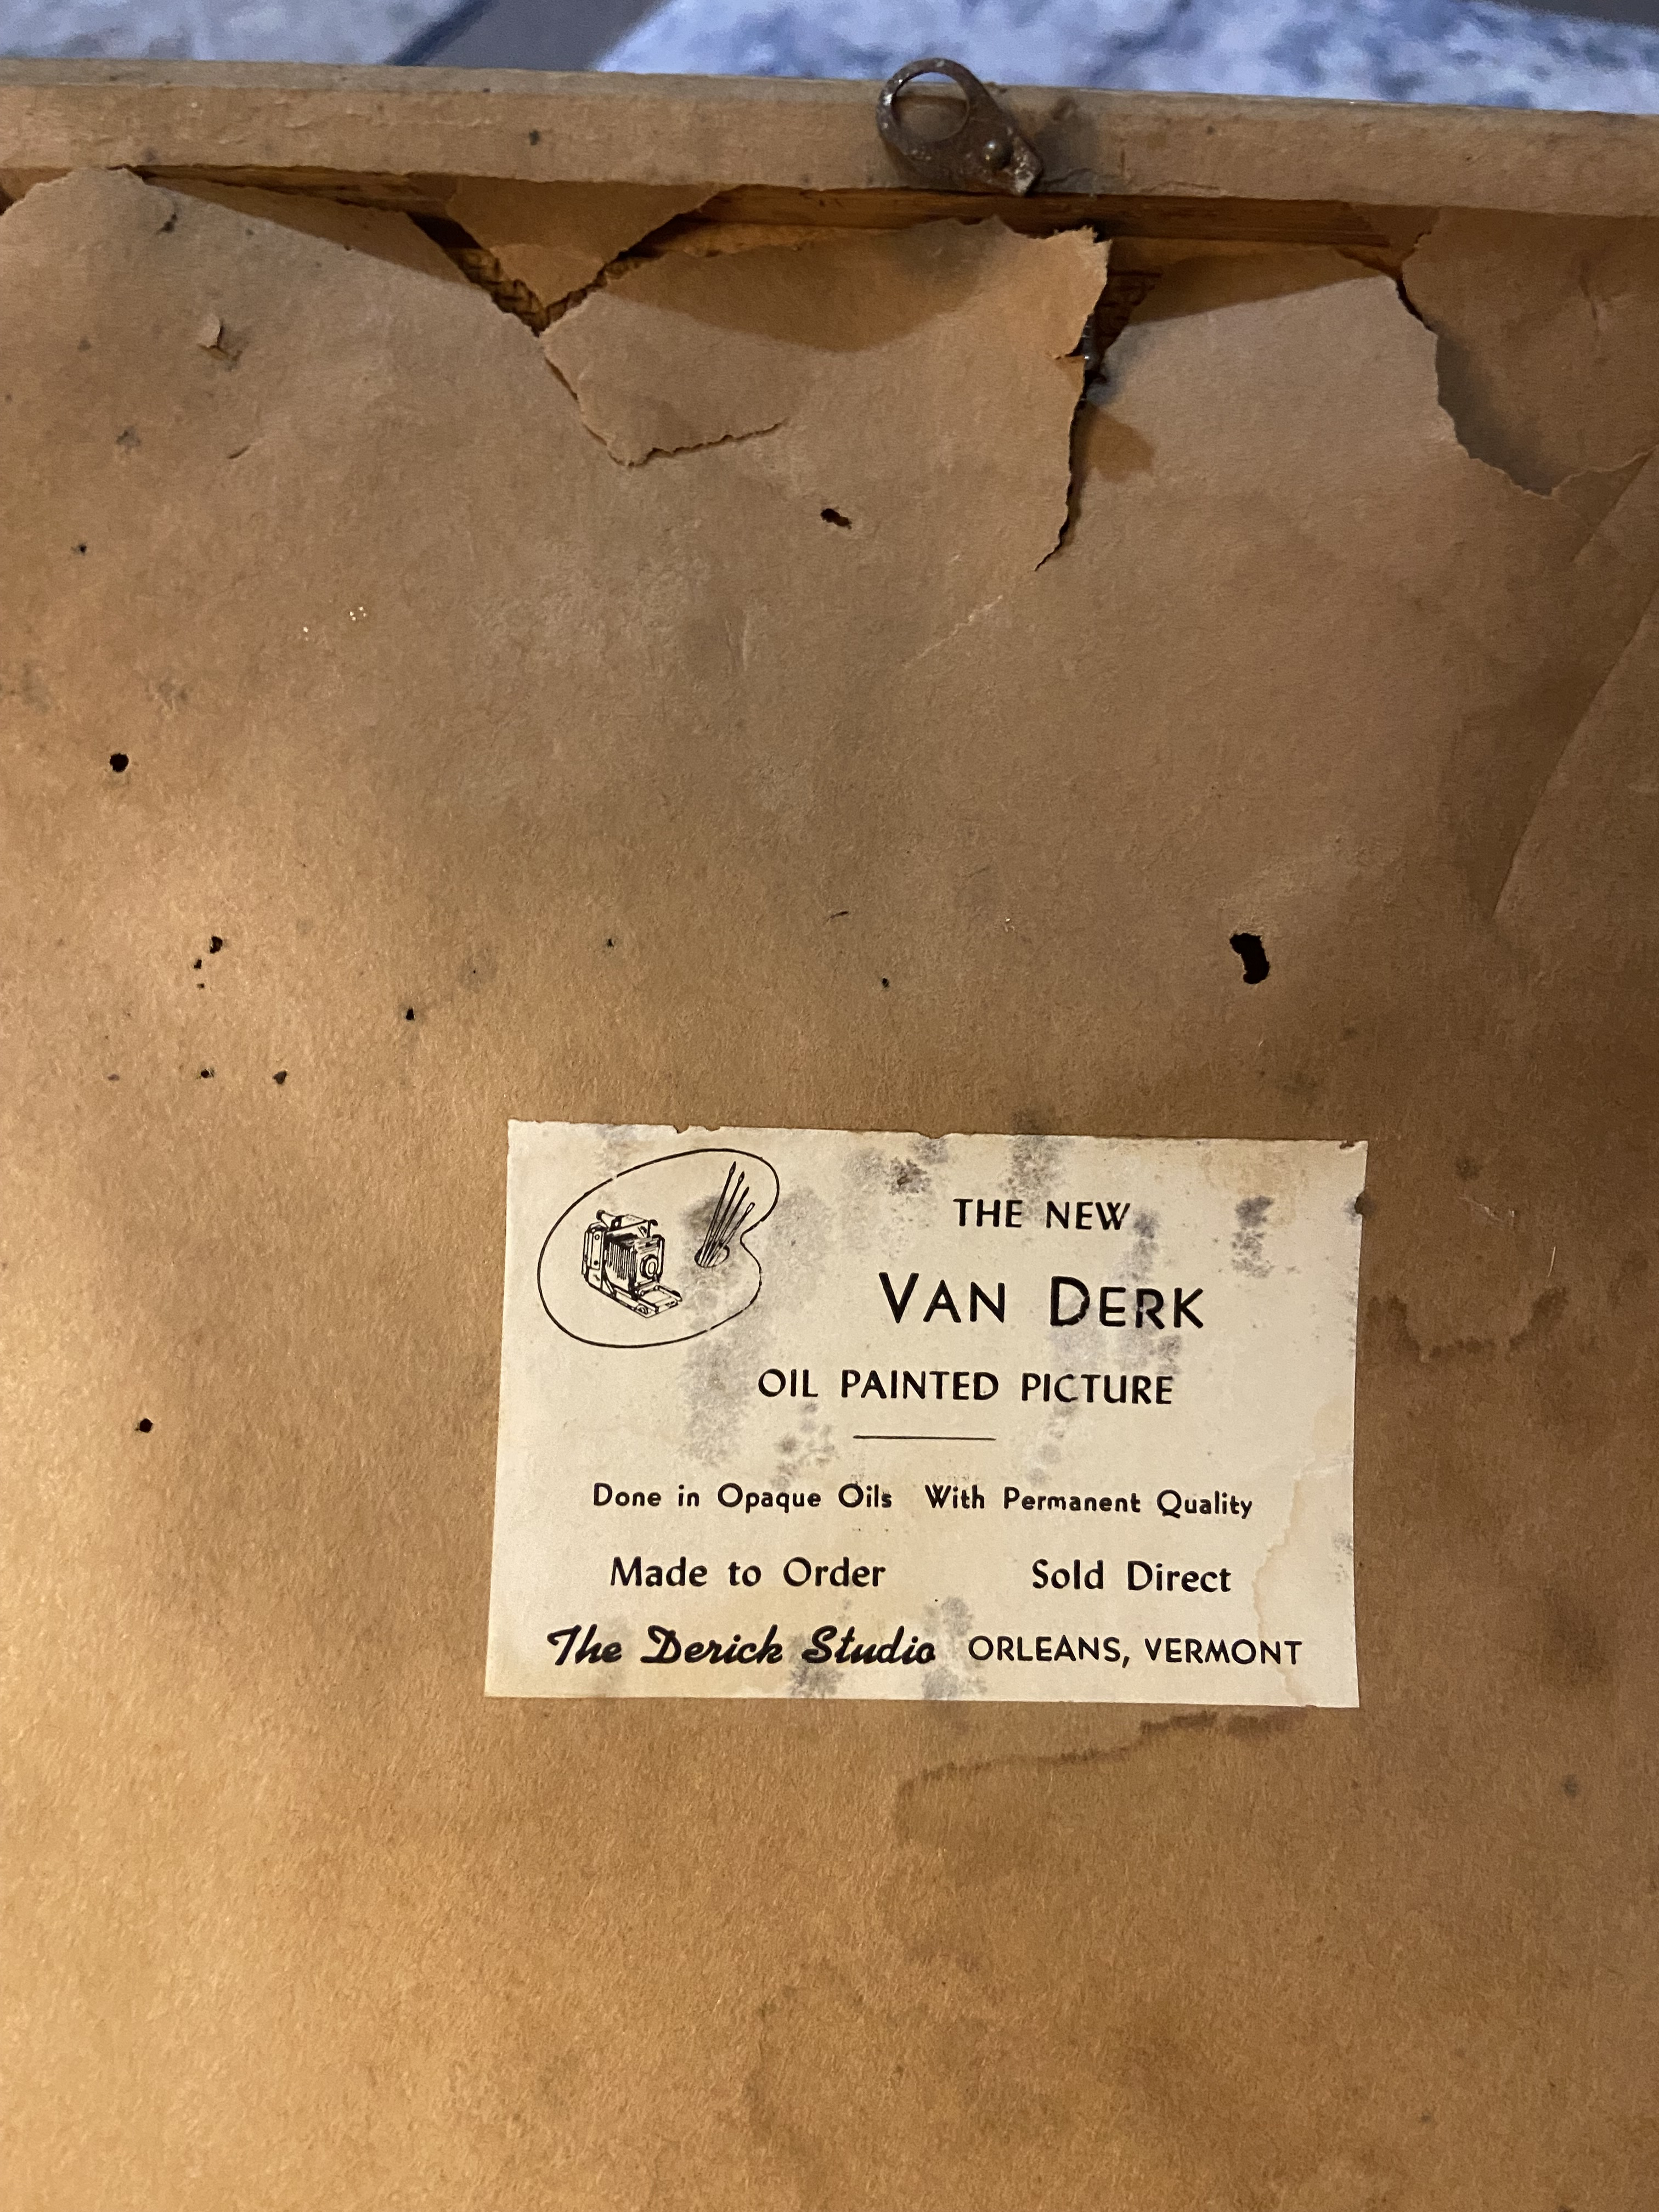 THE NEW
VAN DERK
OIL PAINTED PICTURE
Done in Opaque Oils With Permanent Quality
Made to Order Sold Direct
The Derick Studio ORLEANS, VERMONT